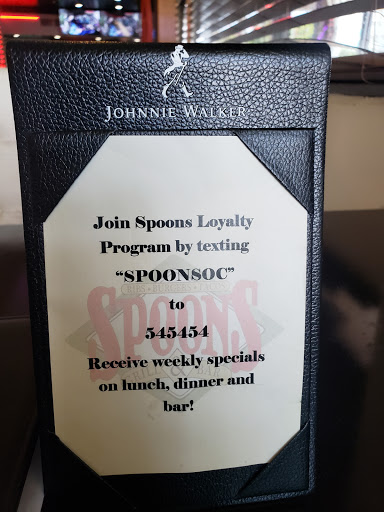 JOHNNIE WALKER
Join Spoons Loyalty
Program by texting
“SPOONSOC”
to
SPOONS
545454
Receive weekly specials
on lunch, dinner and
bar!